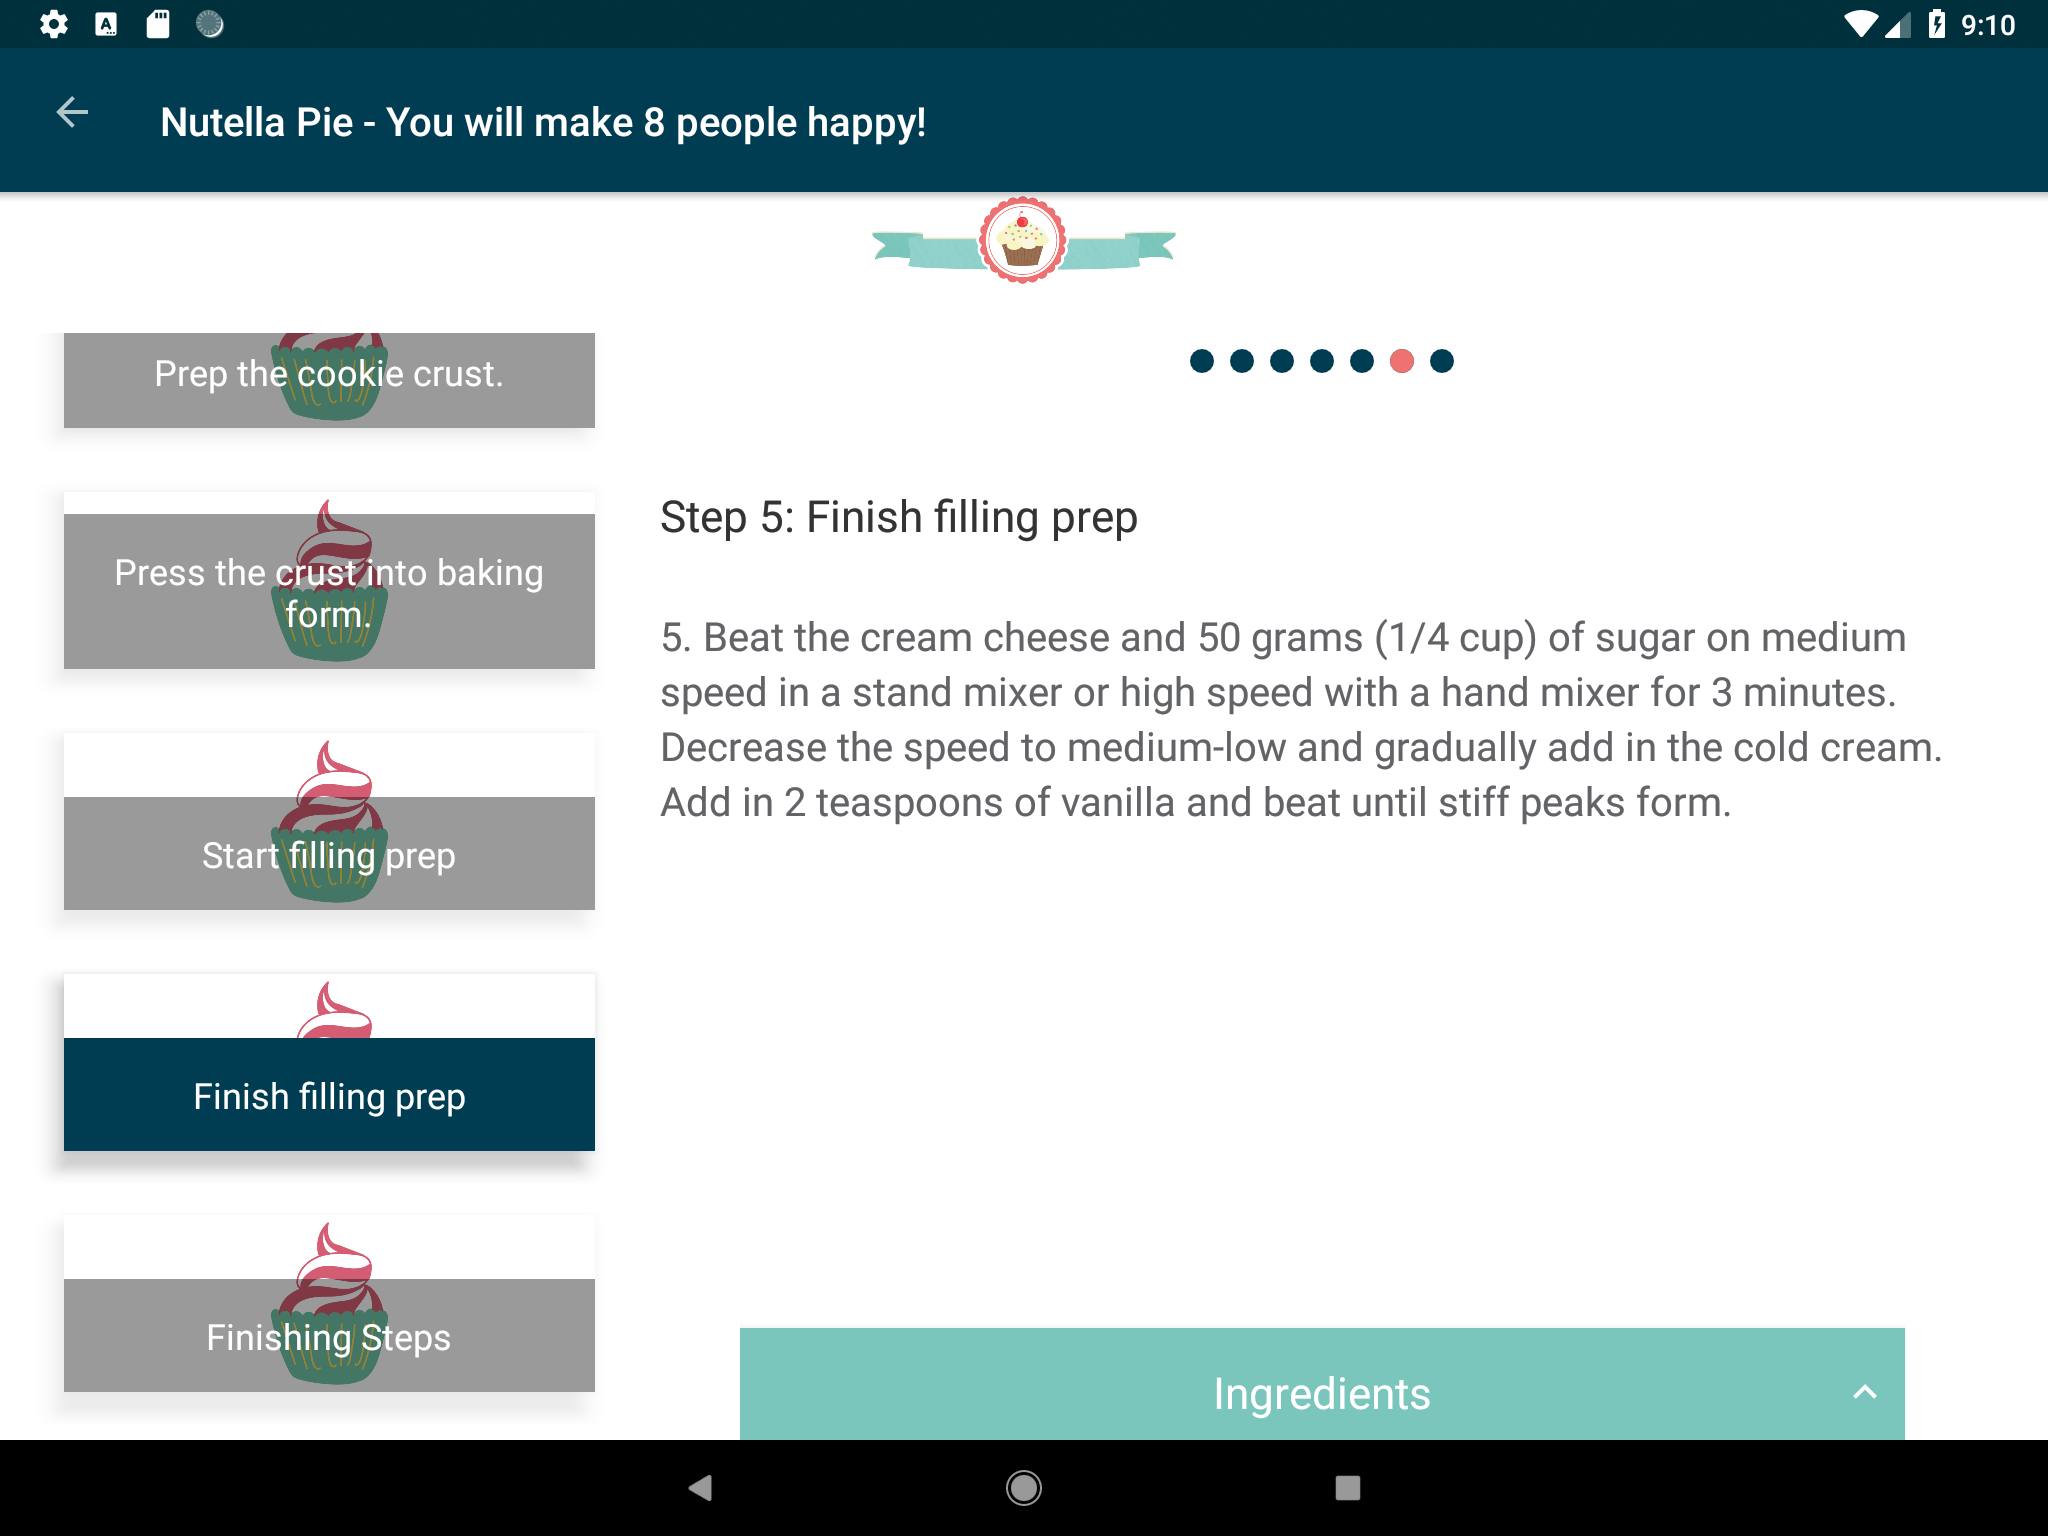 9:10
Nutella Pie - You will make 8 people happy!
Prep the cookie crust.
Press the crust into baking
form.
Start filling prep
Finish filling prep
Finishing Steps
Step 5: Finish filling prep
5. Beat the cream cheese and 50 grams (1/4 cup) of sugar on medium
speed in a stand mixer or high speed with a hand mixer for 3 minutes.
Decrease the speed to medium-low and gradually add in the cold cream.
Add in 2 teaspoons of vanilla and beat until stiff peaks form.
Ingredients